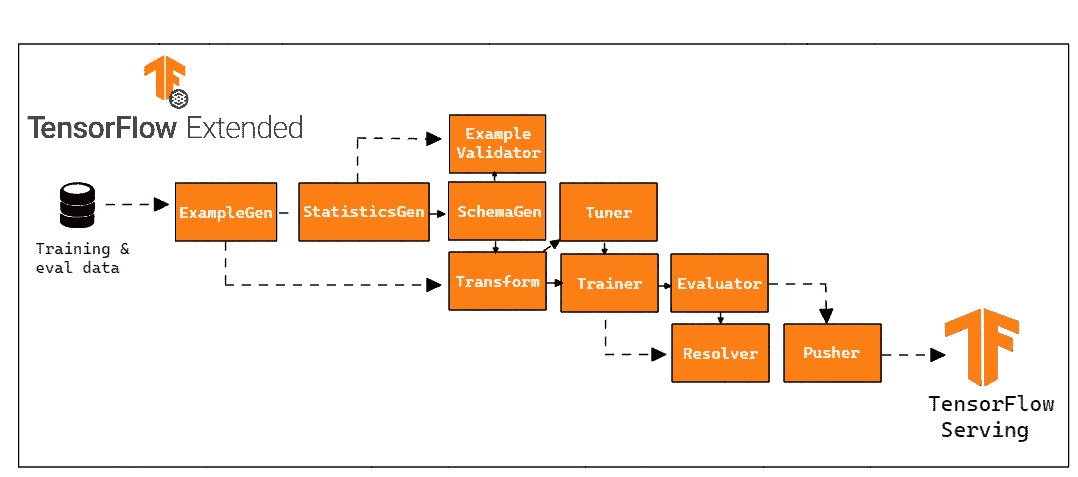 TensorFlow Extended
Example
Validator
ExampleGen
StatisticsGen
SchemaGen
Tuner
Training &
eval data
Transform
Trainer
Evaluator
Resolver
Pusher
TensorFlow
Serving